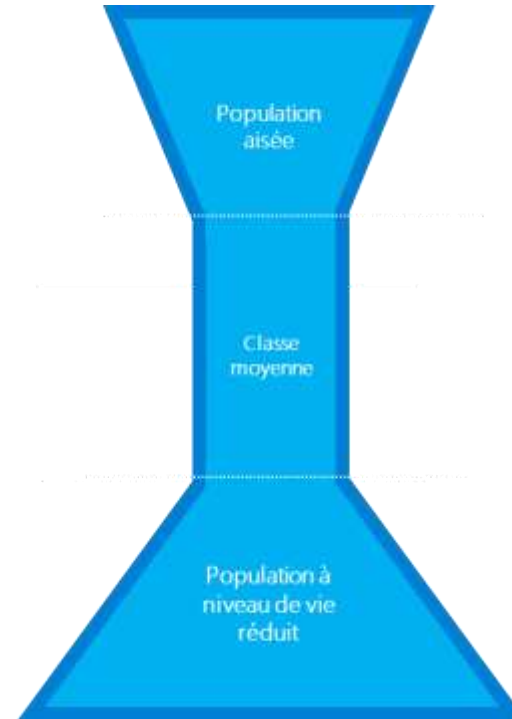 Population
aisée
Classe
moyenne
Population à
niveau de vie
réduit